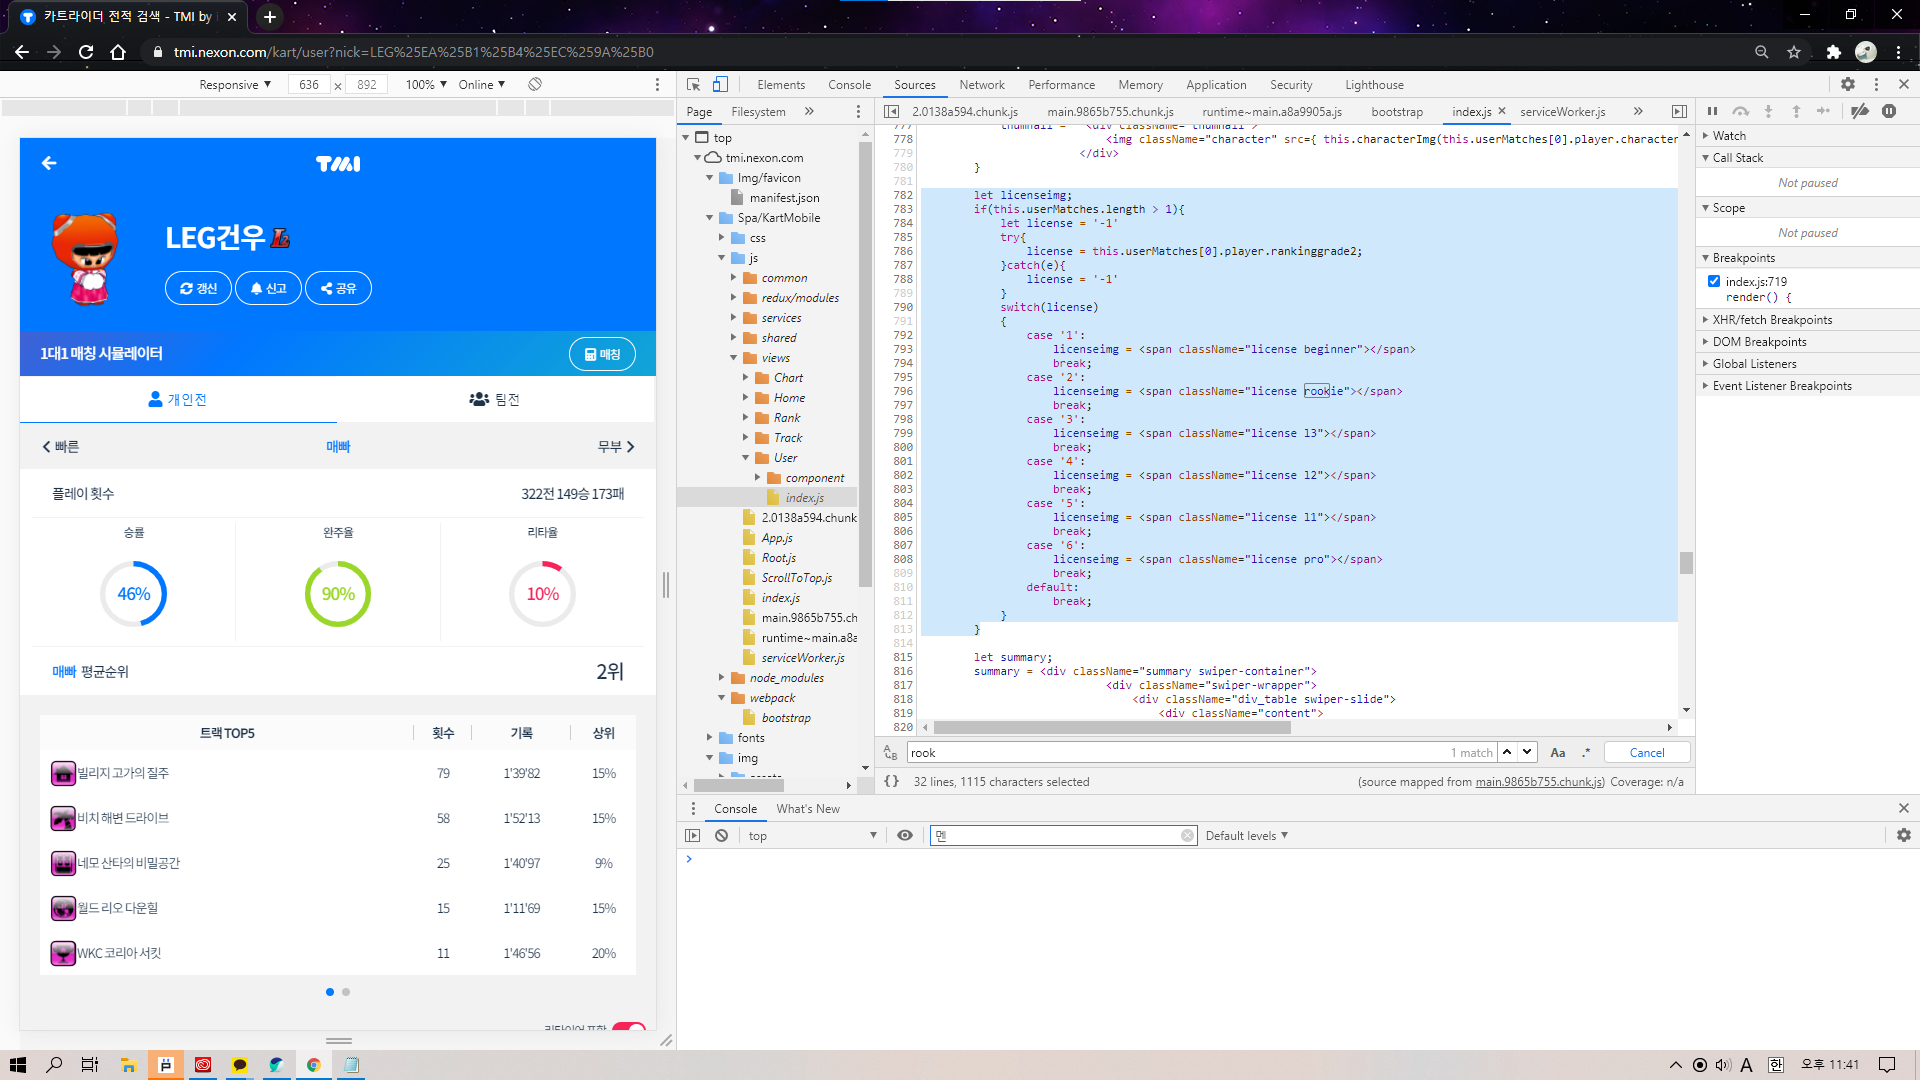 카트라이더 전적 검색 - TMI by
tmi.nexon.com/kart/user?nick=LEG%25EA%25B1%25B4%25EC%259A%25B0
Responsive ▼ 636 x 892 100% ▼ Online ▼
Elements Console Sources Network Performance Memory Application Security Lighthouse
Page Filesystem »
2.0138a594.chunk.js main.9865b755.chunk.js runtime~main.a8a9905a.js bootstrap index.js × serviceWorker.js »
TMI
LEG건우 L2
갱신 신고 공유
1대1 매칭 시뮬레이터
매칭
개인전 팀전
빠른 매빠 무부
플레이 횟수 322전 149승 173패
승률 완주율 리타율
46% 90% 10%
매빠 평균순위 2위
트랙 TOP5 횟수 기록 상위
빌리지 고가의 질주 79 1'39'82 15%
비치 해변 드라이브 58 1'52'13 15%
네모 산타의 비밀공간 25 1'40'97 9%
월드 리오 다운힐 15 1'11'69 15%
WKC 코리아 서킷 11 1'46'56 20%
리타이어 포함
top
tmi.nexon.com
Img/favicon
manifest.json
Spa/KartMobile
css
js
common
redux/modules
services
shared
views
Chart
Home
Rank
Track
User
component
index.js
2.0138a594.chunk
App.js
Root.js
ScrollToTop.js
index.js
main.9865b755.ch
runtime~main.a8a
serviceWorker.js
node_modules
webpack
bootstrap
fonts
img
assets
777 thumnail = <div className="thumnail">
778 <img className="character" src={ this.characterImg(this.userMatches[0].player.character
779 </div>
780 }
781
782 let licenseimg;
783 if(this.userMatches.length > 1){
784 let license = '-1'
785 try{
786 license = this.userMatches[0].player.rankinggrade2;
787 }catch(e){
788 license = '-1'
789 }
790 switch(license)
791 {
792 case '1':
793 licenseimg = <span className="license beginner"></span>
794 break;
795 case '2':
796 licenseimg = <span className="license rookie"></span>
797 break;
798 case '3':
799 licenseimg = <span className="license l3"></span>
800 break;
801 case '4':
802 licenseimg = <span className="license l2"></span>
803 break;
804 case '5':
805 licenseimg = <span className="license l1"></span>
806 break;
807 case '6':
808 licenseimg = <span className="license pro"></span>
809 break;
810 default:
811 break;
812 }
813 }
814
815 let summary;
816 summary = <div className="summary swiper-container">
817 <div className="swiper-wrapper">
818 <div className="div_table swiper-slide">
819 <div className="content">
820
rook 1 match Aa .* Cancel
{} 32 lines, 1115 characters selected (source mapped from main.9865b755.chunk.js) Coverage: n/a
Watch
Call Stack
Not paused
Scope
Not paused
Breakpoints
index.js:719
render() {
XHR/fetch Breakpoints
DOM Breakpoints
Global Listeners
Event Listener Breakpoints
Console What's New
top ▼ 멘 Default levels ▼
A 한 오후 11:41